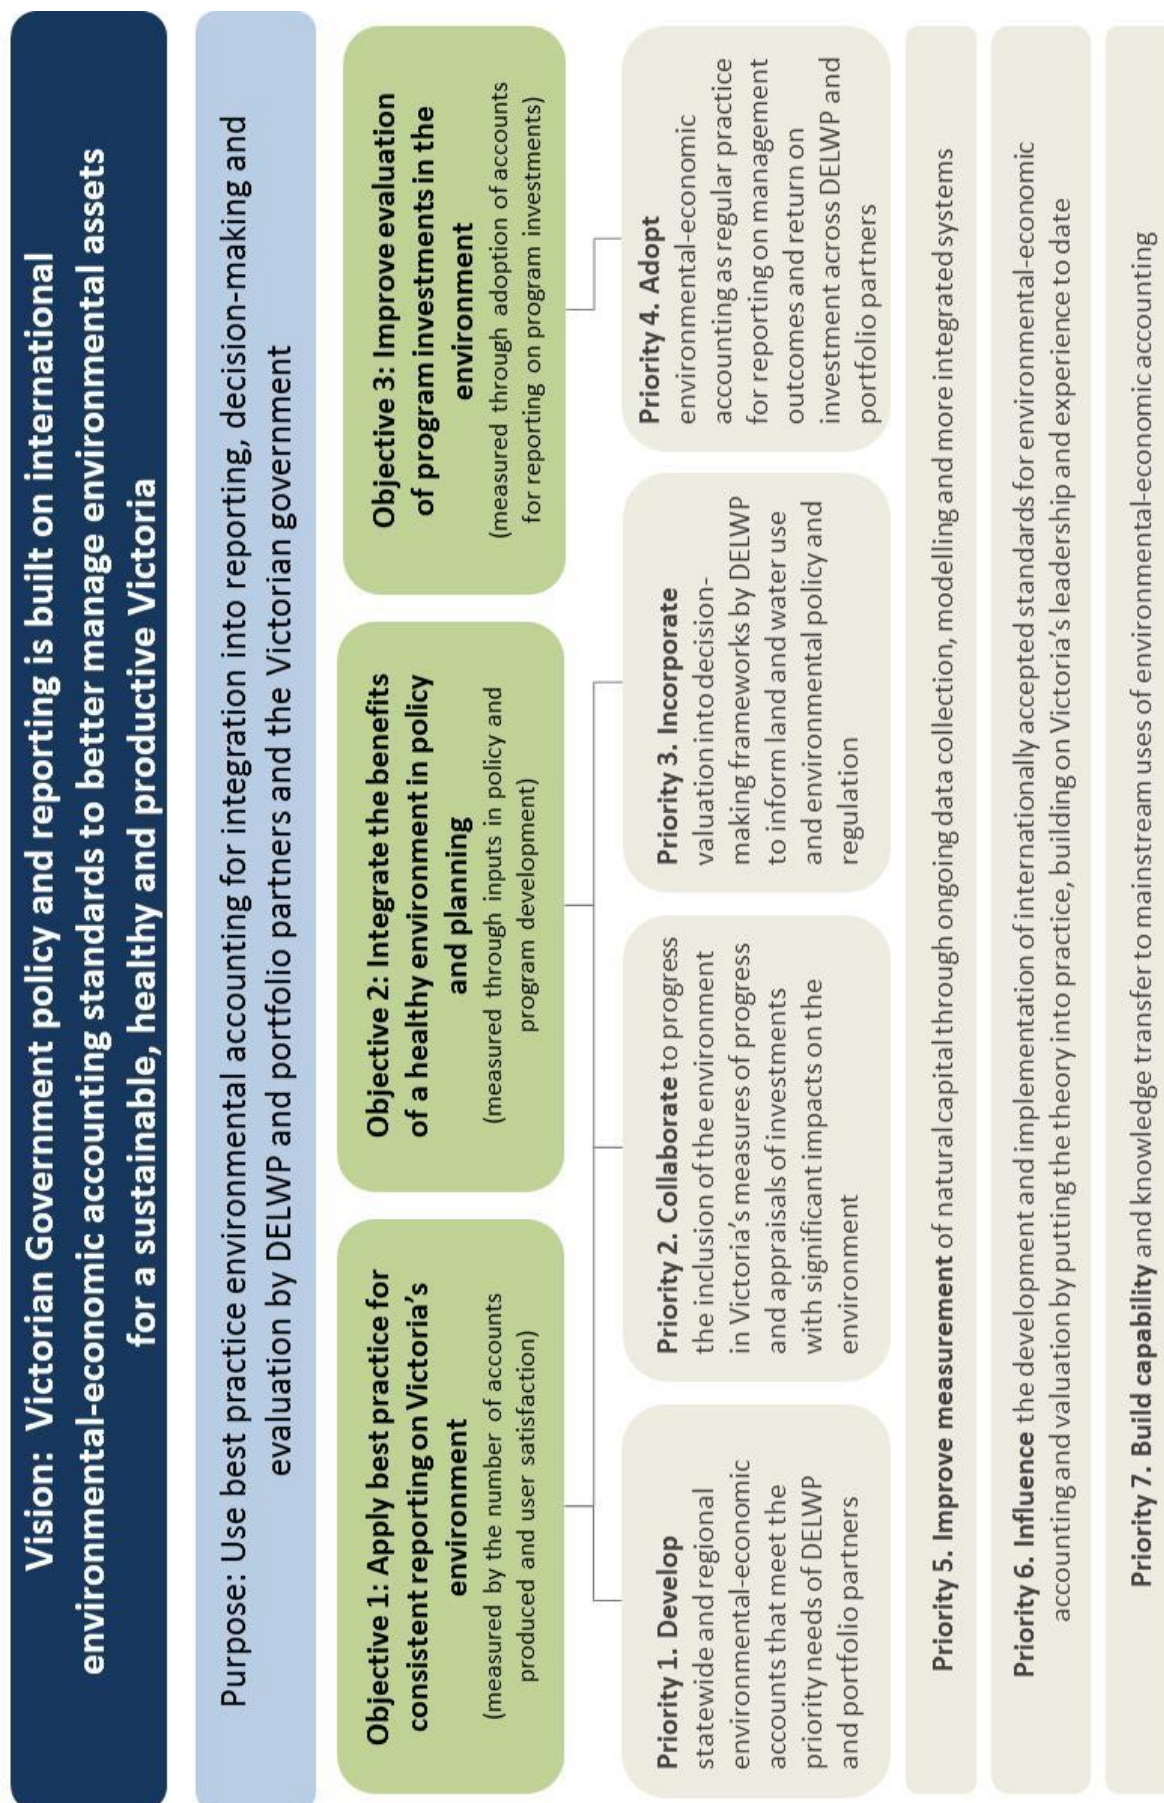 Vision: Victorian Government policy and reporting is built on international
environmental-economic accounting standards to better manage environmental assets
for a sustainable, healthy and productive Victoria
Purpose: Use best practice environmental accounting for integration into reporting, decision-making and
evaluation by DELWP and portfolio partners and the Victorian government
Objective 1: Apply best practice for
consistent reporting on Victoria's
environment
(measured by the number of accounts
produced and user satisfaction)
Objective 2: Integrate the benefits
of a healthy environment in policy
and planning
(measured through inputs in policy and
program development)
Objective 3: Improve evaluation
of program investments in the
environment
(measured through adoption of accounts
for reporting on program investments)
Priority 1. Develop
statewide and regional
environmental-economic
accounts that meet the
priority needs of DELWP
and portfolio partners
Priority 2. Collaborate to progress
the inclusion of the environment
in Victoria's measures of progress
and appraisals of investments
with significant impacts on the
environment
Priority 3. Incorporate
valuation into decision-
making frameworks by DELWP
to inform land and water use
and environmental policy and
regulation
Priority 4. Adopt
environmental-economic
accounting as regular practice
for reporting on management
outcomes and return on
investment across DELWP and
portfolio partners
Priority 5. Improve measurement of natural capital through ongoing data collection, modelling and more integrated systems
Priority 6. Influence the development and implementation of internationally accepted standards for environmental-economic
accounting and valuation by putting the theory into practice, building on Victoria's leadership and experience to date
Priority 7. Build capability and knowledge transfer to mainstream uses of environmental-economic accounting